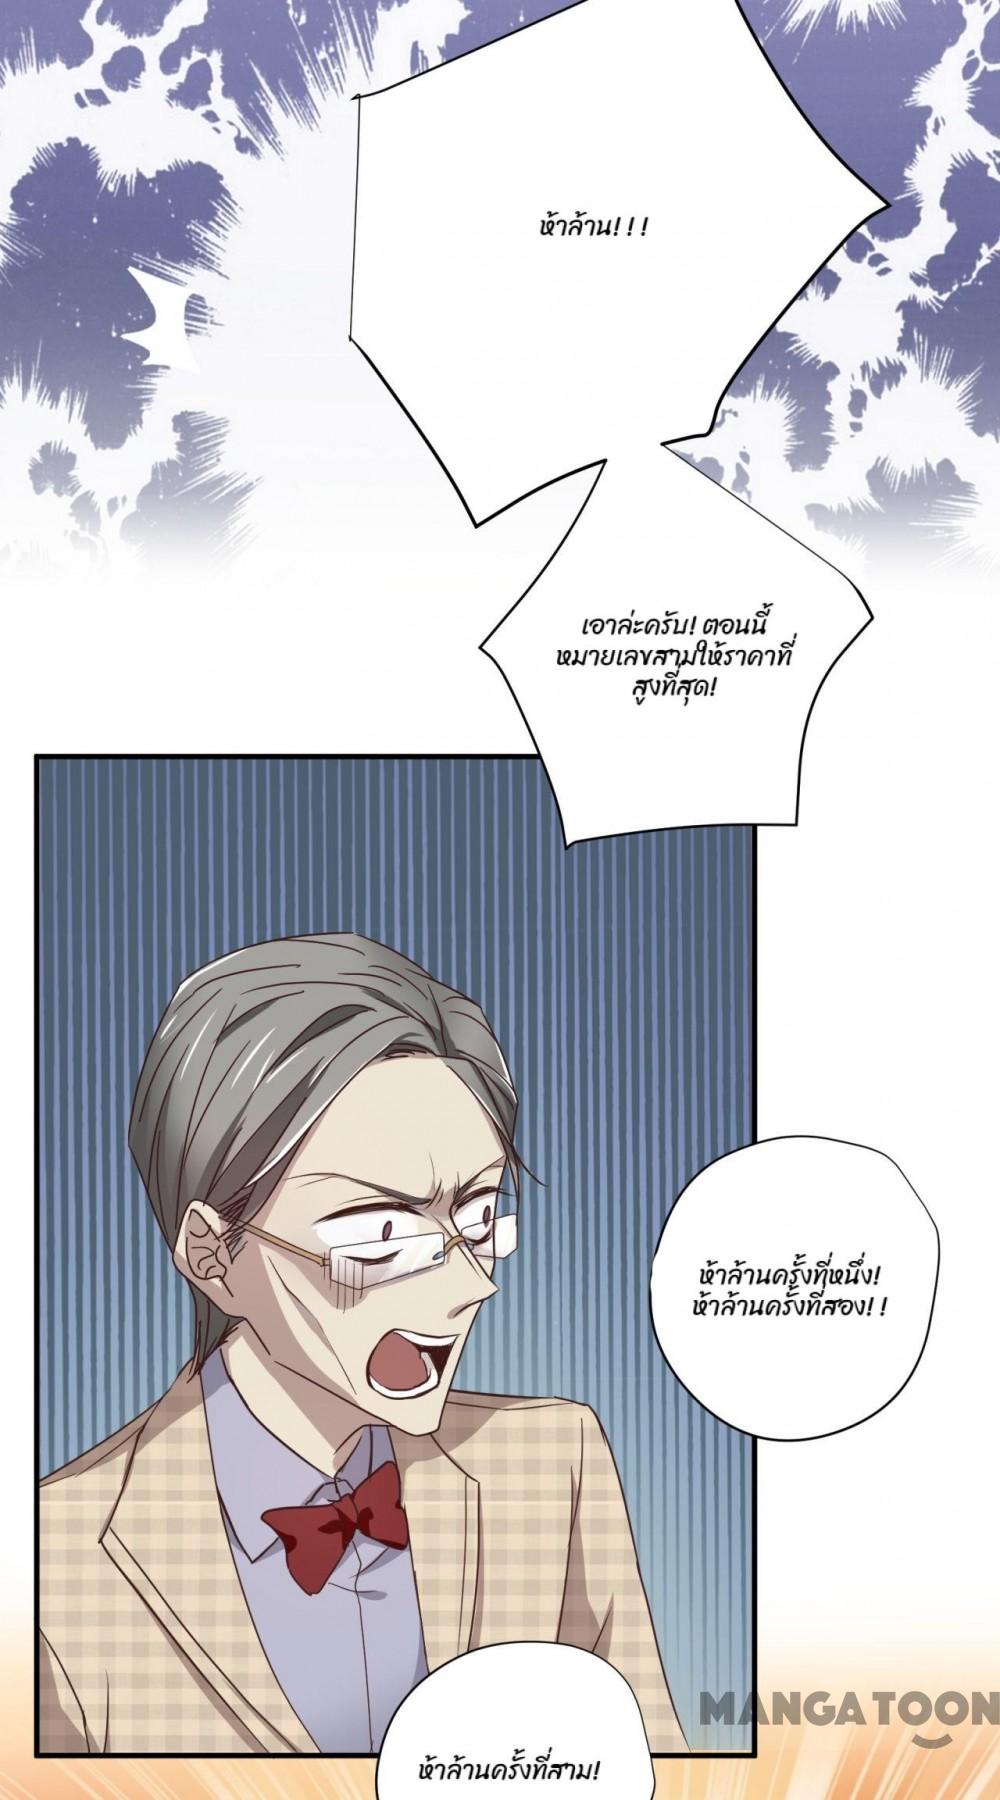 ห้าล้าน!!!
เอาล่ะครับ! ตอนนี้
หมายเลขสามให้ราคาที่
สูงที่สุด!
ห้าล้านครั้งที่หนึ่ง!
ห้าล้านครั้งที่สอง!!
MANGATOON
ห้าล้านครั้งที่สาม!